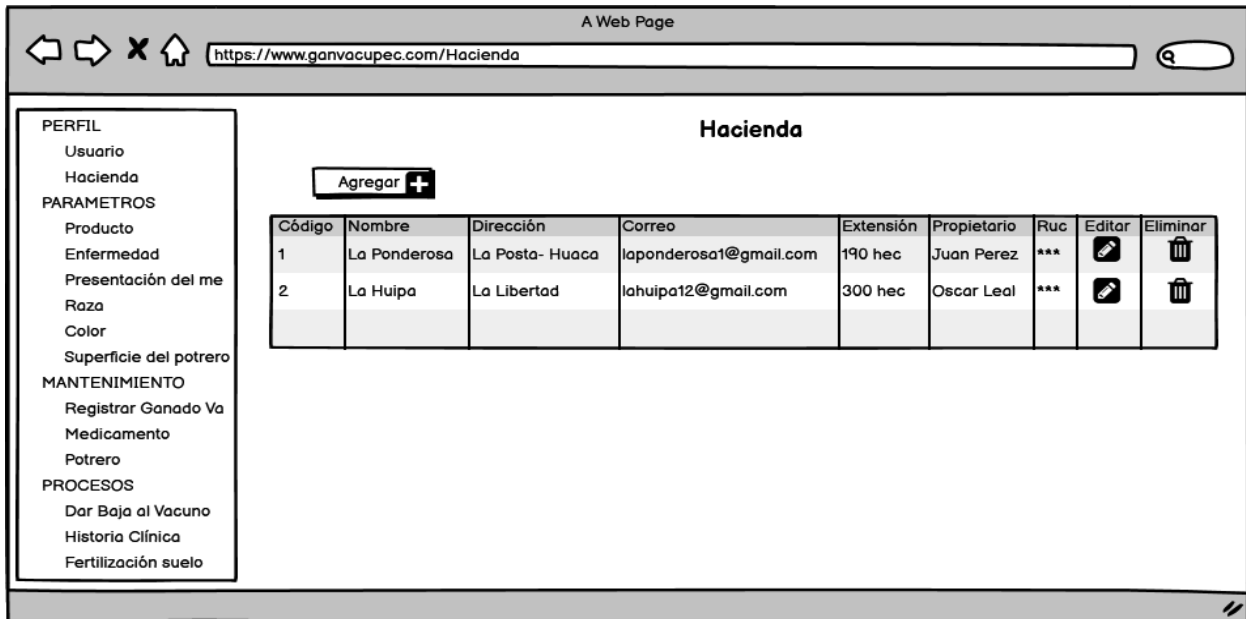 A Web Page
https://www.ganvacupec.com/Hacienda
PERFIL
Usuario
Hacienda
PARAMETROS
Producto
Enfermedad
Presentación del me
Raza
Color
Superficie del potrero
MANTENIMIENTO
Registrar Ganado Va
Medicamento
Potrero
PROCESOS
Dar Baja al Vacuno
Historia Clínica
Fertilización suelo
Hacienda
Agregar
Código Nombre Dirección Correo Extensión Propietario Ruc Editar Eliminar
1 La Ponderosa La Posta- Huaca laponderosa1@gmail.com 190 hec Juan Perez ***
2 La Huipa La Libertad lahuipa12@gmail.com 300 hec Oscar Leal ***